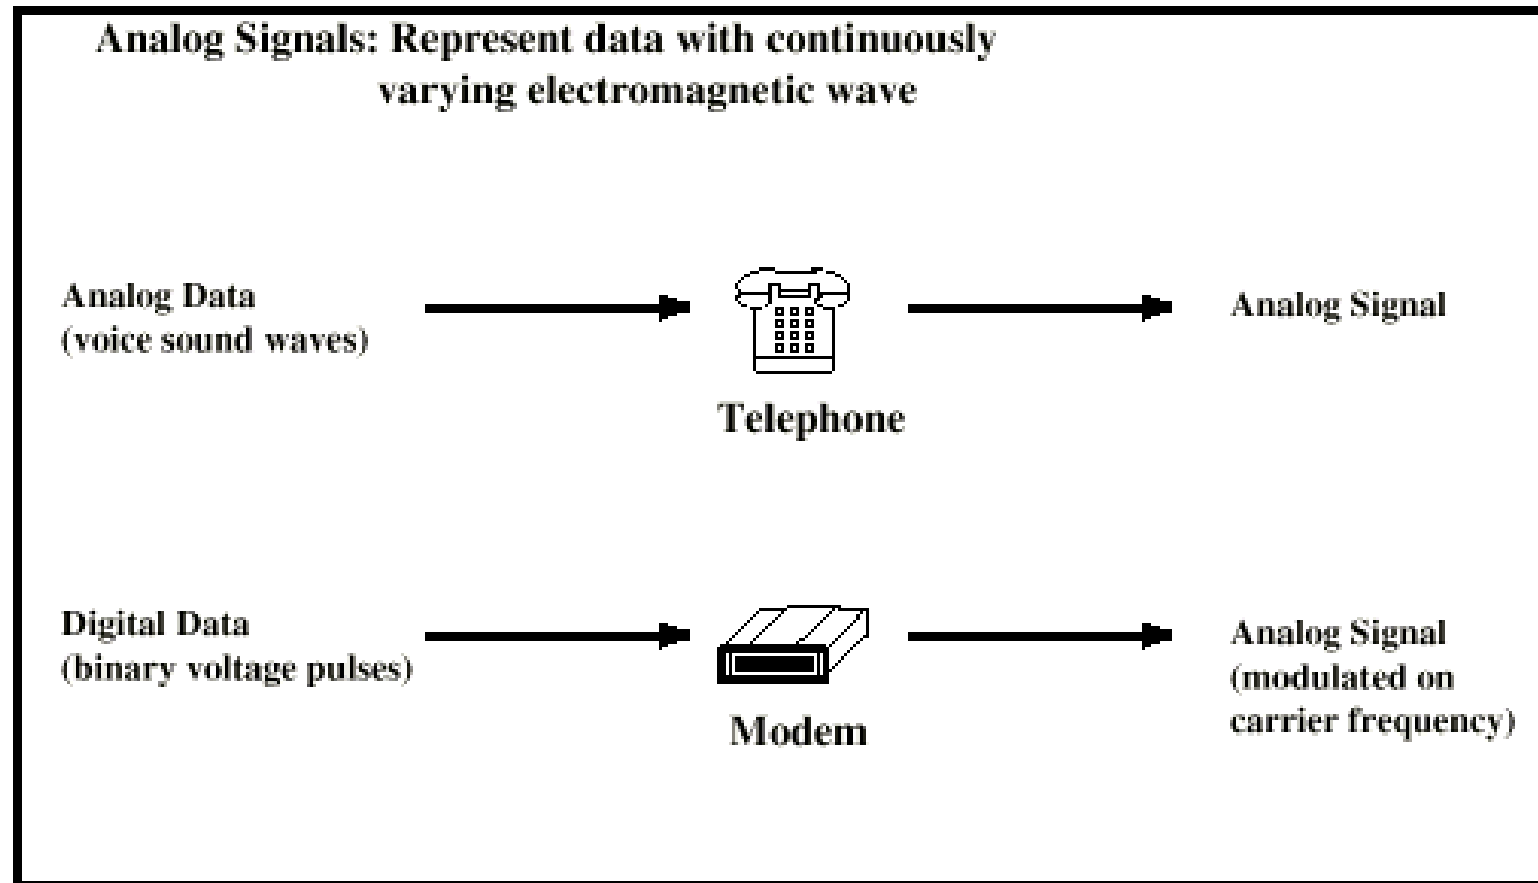 Analog Signals: Represent data with continuously
varying electromagnetic wave
Analog Data
(voice sound waves)
Telephone
Analog Signal
Digital Data
(binary voltage pulses)
Modem
Analog Signal
(modulated on
carrier frequency)